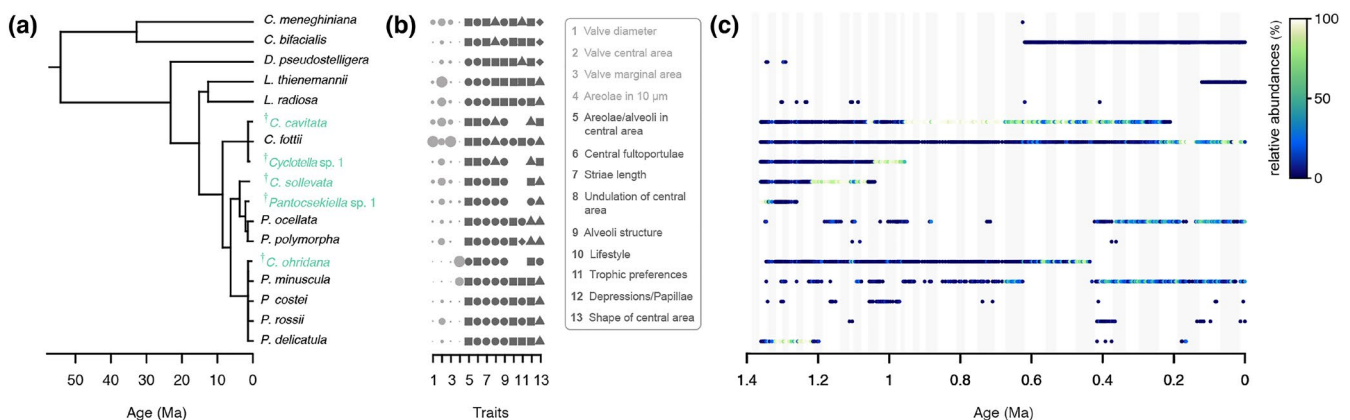 (a)
C. meneghiniana
C. bifacialis
D. pseudostelligera
L. thienemannii
L. radiosa
†C. cavitata
C. fottii
†Cyclotella sp. 1
†C. sollevata
†Pantocsekiella sp. 1
P. ocellata
P. polymorpha
†C. ohridana
P. minuscula
P costei
P. rossii
P. delicatula
50 40 30 20 10 0
Age (Ma)
(b)
1 3 5 7 9 11 13
Traits
1 Valve diameter
2 Valve central area
3 Valve marginal area
4 Areolae in 10 μm
5 Areolae/alveoli in
central area
6 Central fultoportulae
7 Striae length
8 Undulation of central
area
9 Alveoli structure
10 Lifestyle
11 Trophic preferences
12 Depressions/Papillae
13 Shape of central area
(c)
1.4 1.2 1 0.8 0.6 0.4 0.2 0
Age (Ma)
relative abundances (%)
100
50
0